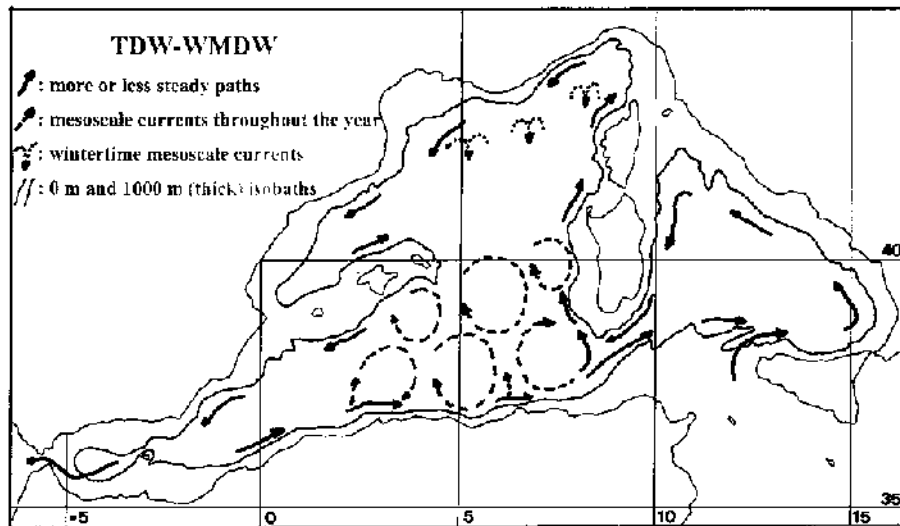 TDW-WMDW
: more or less steady paths
: mesoscale currents throughout the year
: wintertime mesoscale currents
: 0 m and 1000 m (thick) isobaths
40
35
-5
0
5
10
15